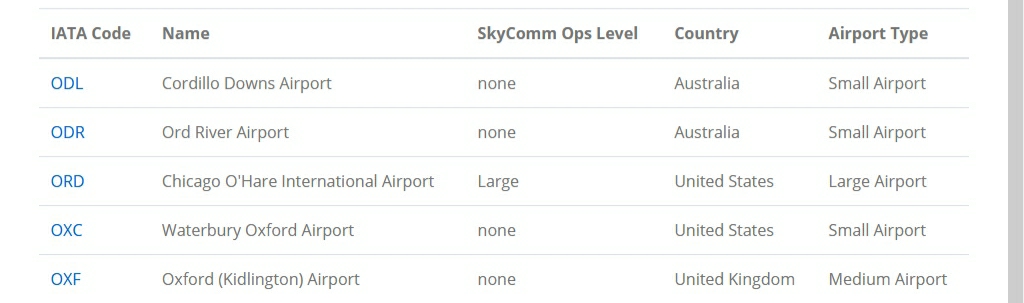 IATA Code Name SkyComm Ops Level Country Airport Type
ODL Cordillo Downs Airport none Australia Small Airport
ODR Ord River Airport none Australia Small Airport
ORD Chicago O'Hare International Airport Large United States Large Airport
OXC Waterbury Oxford Airport none United States Small Airport
OXF Oxford (Kidlington) Airport none United Kingdom Medium Airport